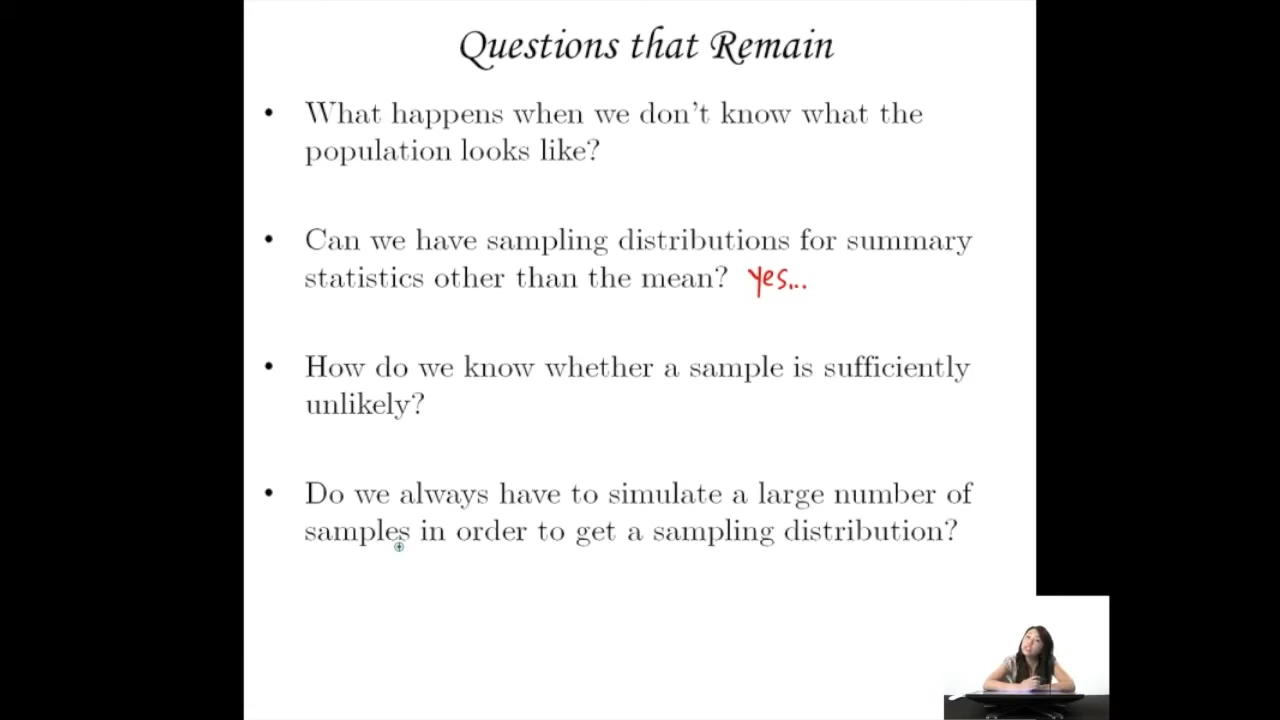 Questions that Remain
• What happens when we don't know what the
population looks like?
• Can we have sampling distributions for summary
statistics other than the mean? yes...
• How do we know whether a sample is sufficiently
unlikely?
• Do we always have to simulate a large number of
samples in order to get a sampling distribution?